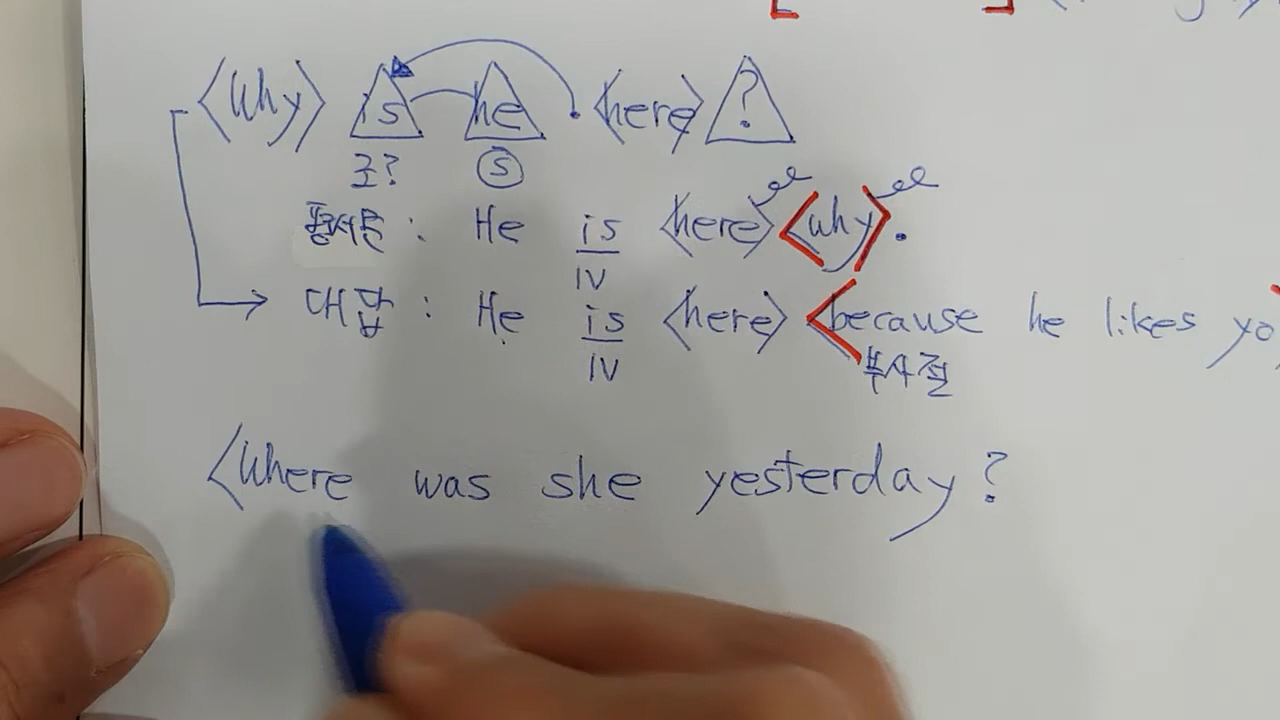 <Why> is he . <here> ?
조? S
평서문 : He is <here> <why>.
IV
대답 : He is <here> <because he likes yo
IV 부사절
<Where was she yesterday ?